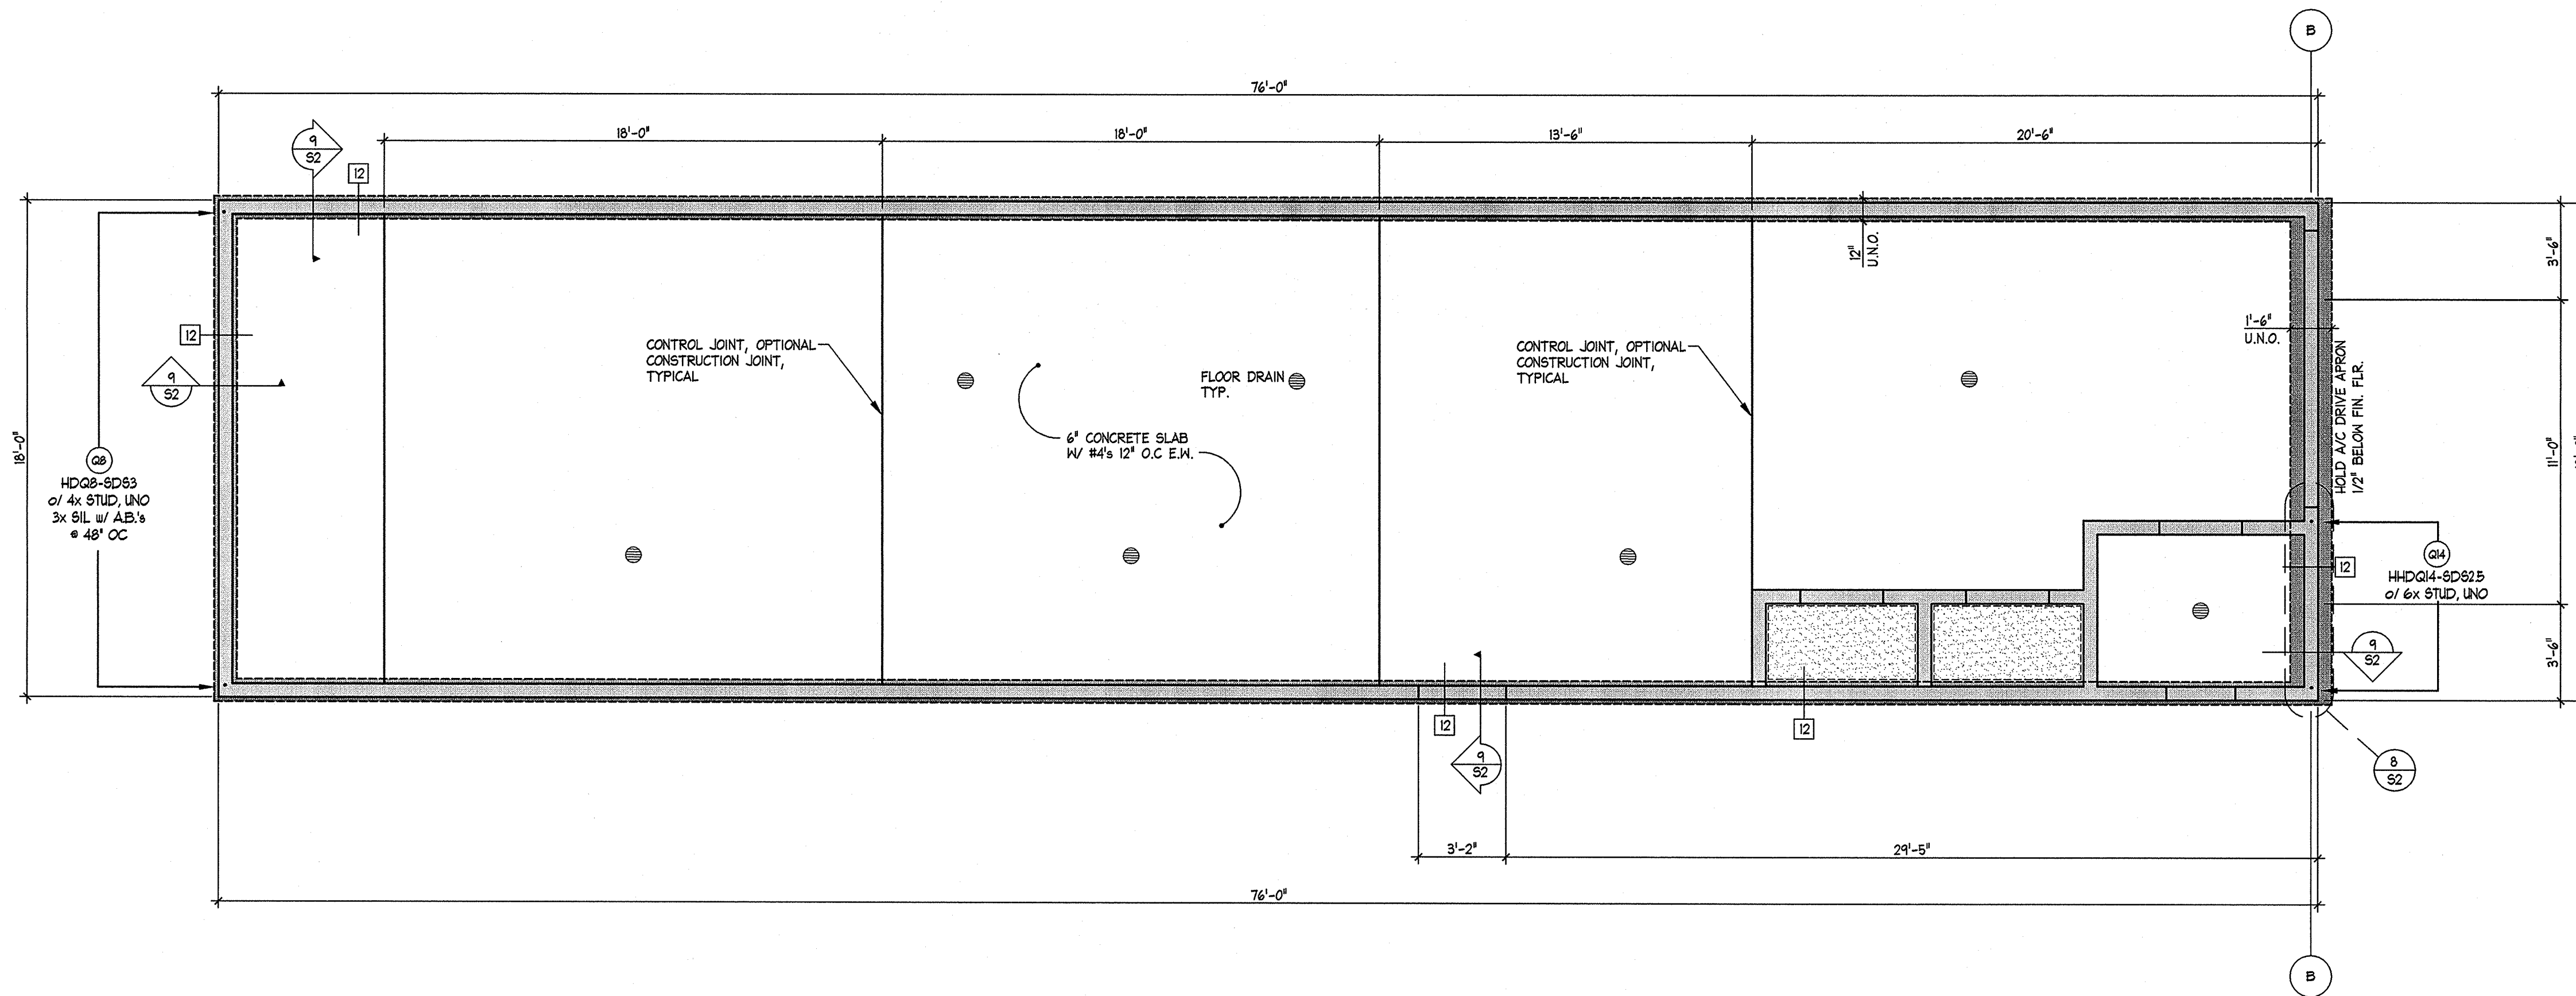 B
76'-0"
18'-0"
18'-0"
13'-6"
20'-6"
9
S2
12
12"
U.N.O.
3'-6"
12
9
S2
CONTROL JOINT, OPTIONAL
CONSTRUCTION JOINT,
TYPICAL
FLOOR DRAIN
TYP.
CONTROL JOINT, OPTIONAL
CONSTRUCTION JOINT,
TYPICAL
1'-6"
U.N.O.
HOLD A/C DRIVE APRON
1/2" BELOW FIN. FLR.
6" CONCRETE SLAB
W/ #4's 12" O.C E.W.
18'-0"
11'-0"
Q8
HDQ8-SDS3
o/ 4x STUD, UNO
3x SIL w/ A.B.'s
@ 48" OC
12
Q14
HHDQ14-SDS2.5
o/ 6x STUD, UNO
3'-6"
9
S2
12
12
9
S2
8
S2
3'-2"
29'-5"
76'-0"
B